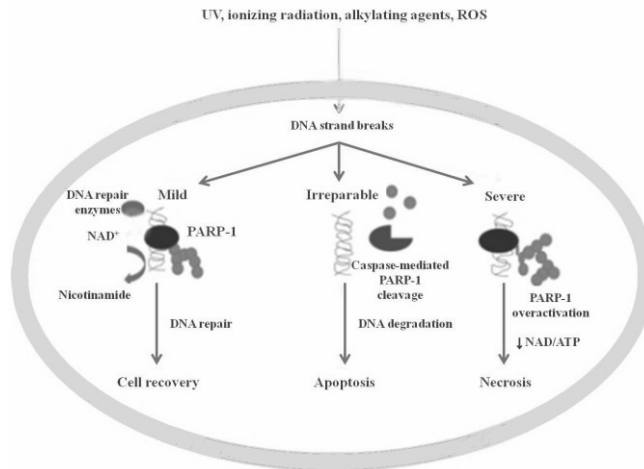 UV, ionizing radiation, alkylating agents, ROS
DNA strand breaks
Mild
Irreparable
Severe
DNA repair
enzymes
PARP-1
NAD⁺
Nicotinamide
Caspase-mediated
PARP-1
cleavage
PARP-1
overactivation
DNA repair
DNA degradation
↓ NAD/ATP
Cell recovery
Apoptosis
Necrosis